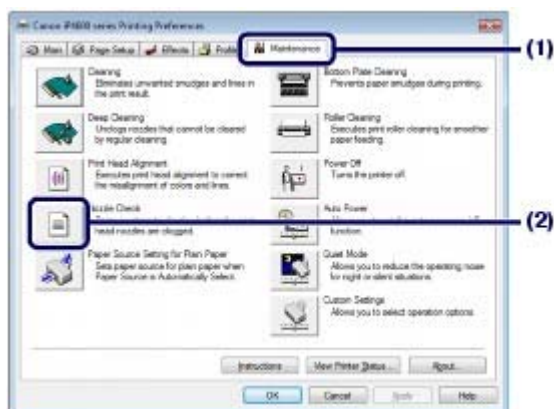 Canon iP4600 series Printing Preferences
Main Page Setup Effects Profiles Maintenance
(1)
Cleaning
Eliminates unwanted smudges and lines in
the print result.
Bottom Plate Cleaning
Prevents paper smudges during printing.
Deep Cleaning
Unclogs nozzles that cannot be cleared
by regular cleaning.
Roller Cleaning
Executes print roller cleaning for smoother
paper feeding.
Print Head Alignment
Executes print head alignment to correct
the misalignment of colors and lines.
Power Off
Turns the printer off.
Nozzle Check
head nozzles are clogged.
(2)
Auto Power
function.
Paper Source Setting for Plain Paper
Sets paper source for plain paper when
Paper Source is Automatically Select.
Quiet Mode
Allows you to reduce the operating noise
for night or silent situations.
Custom Settings
Allows you to select operation options.
Instructions View Printer Status... About...
OK Cancel Apply Help